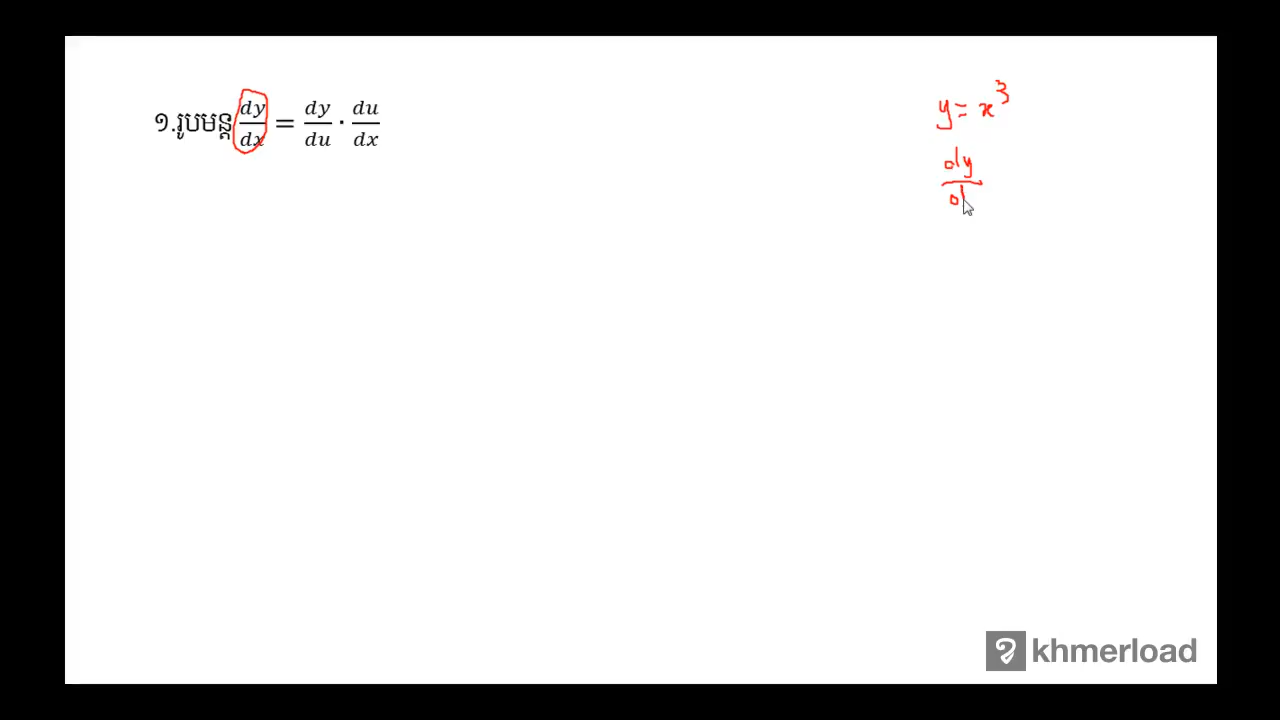 ១.រូបមន្ត dy/dx = dy/du · du/dx
y = x³
dy
d
khmerload